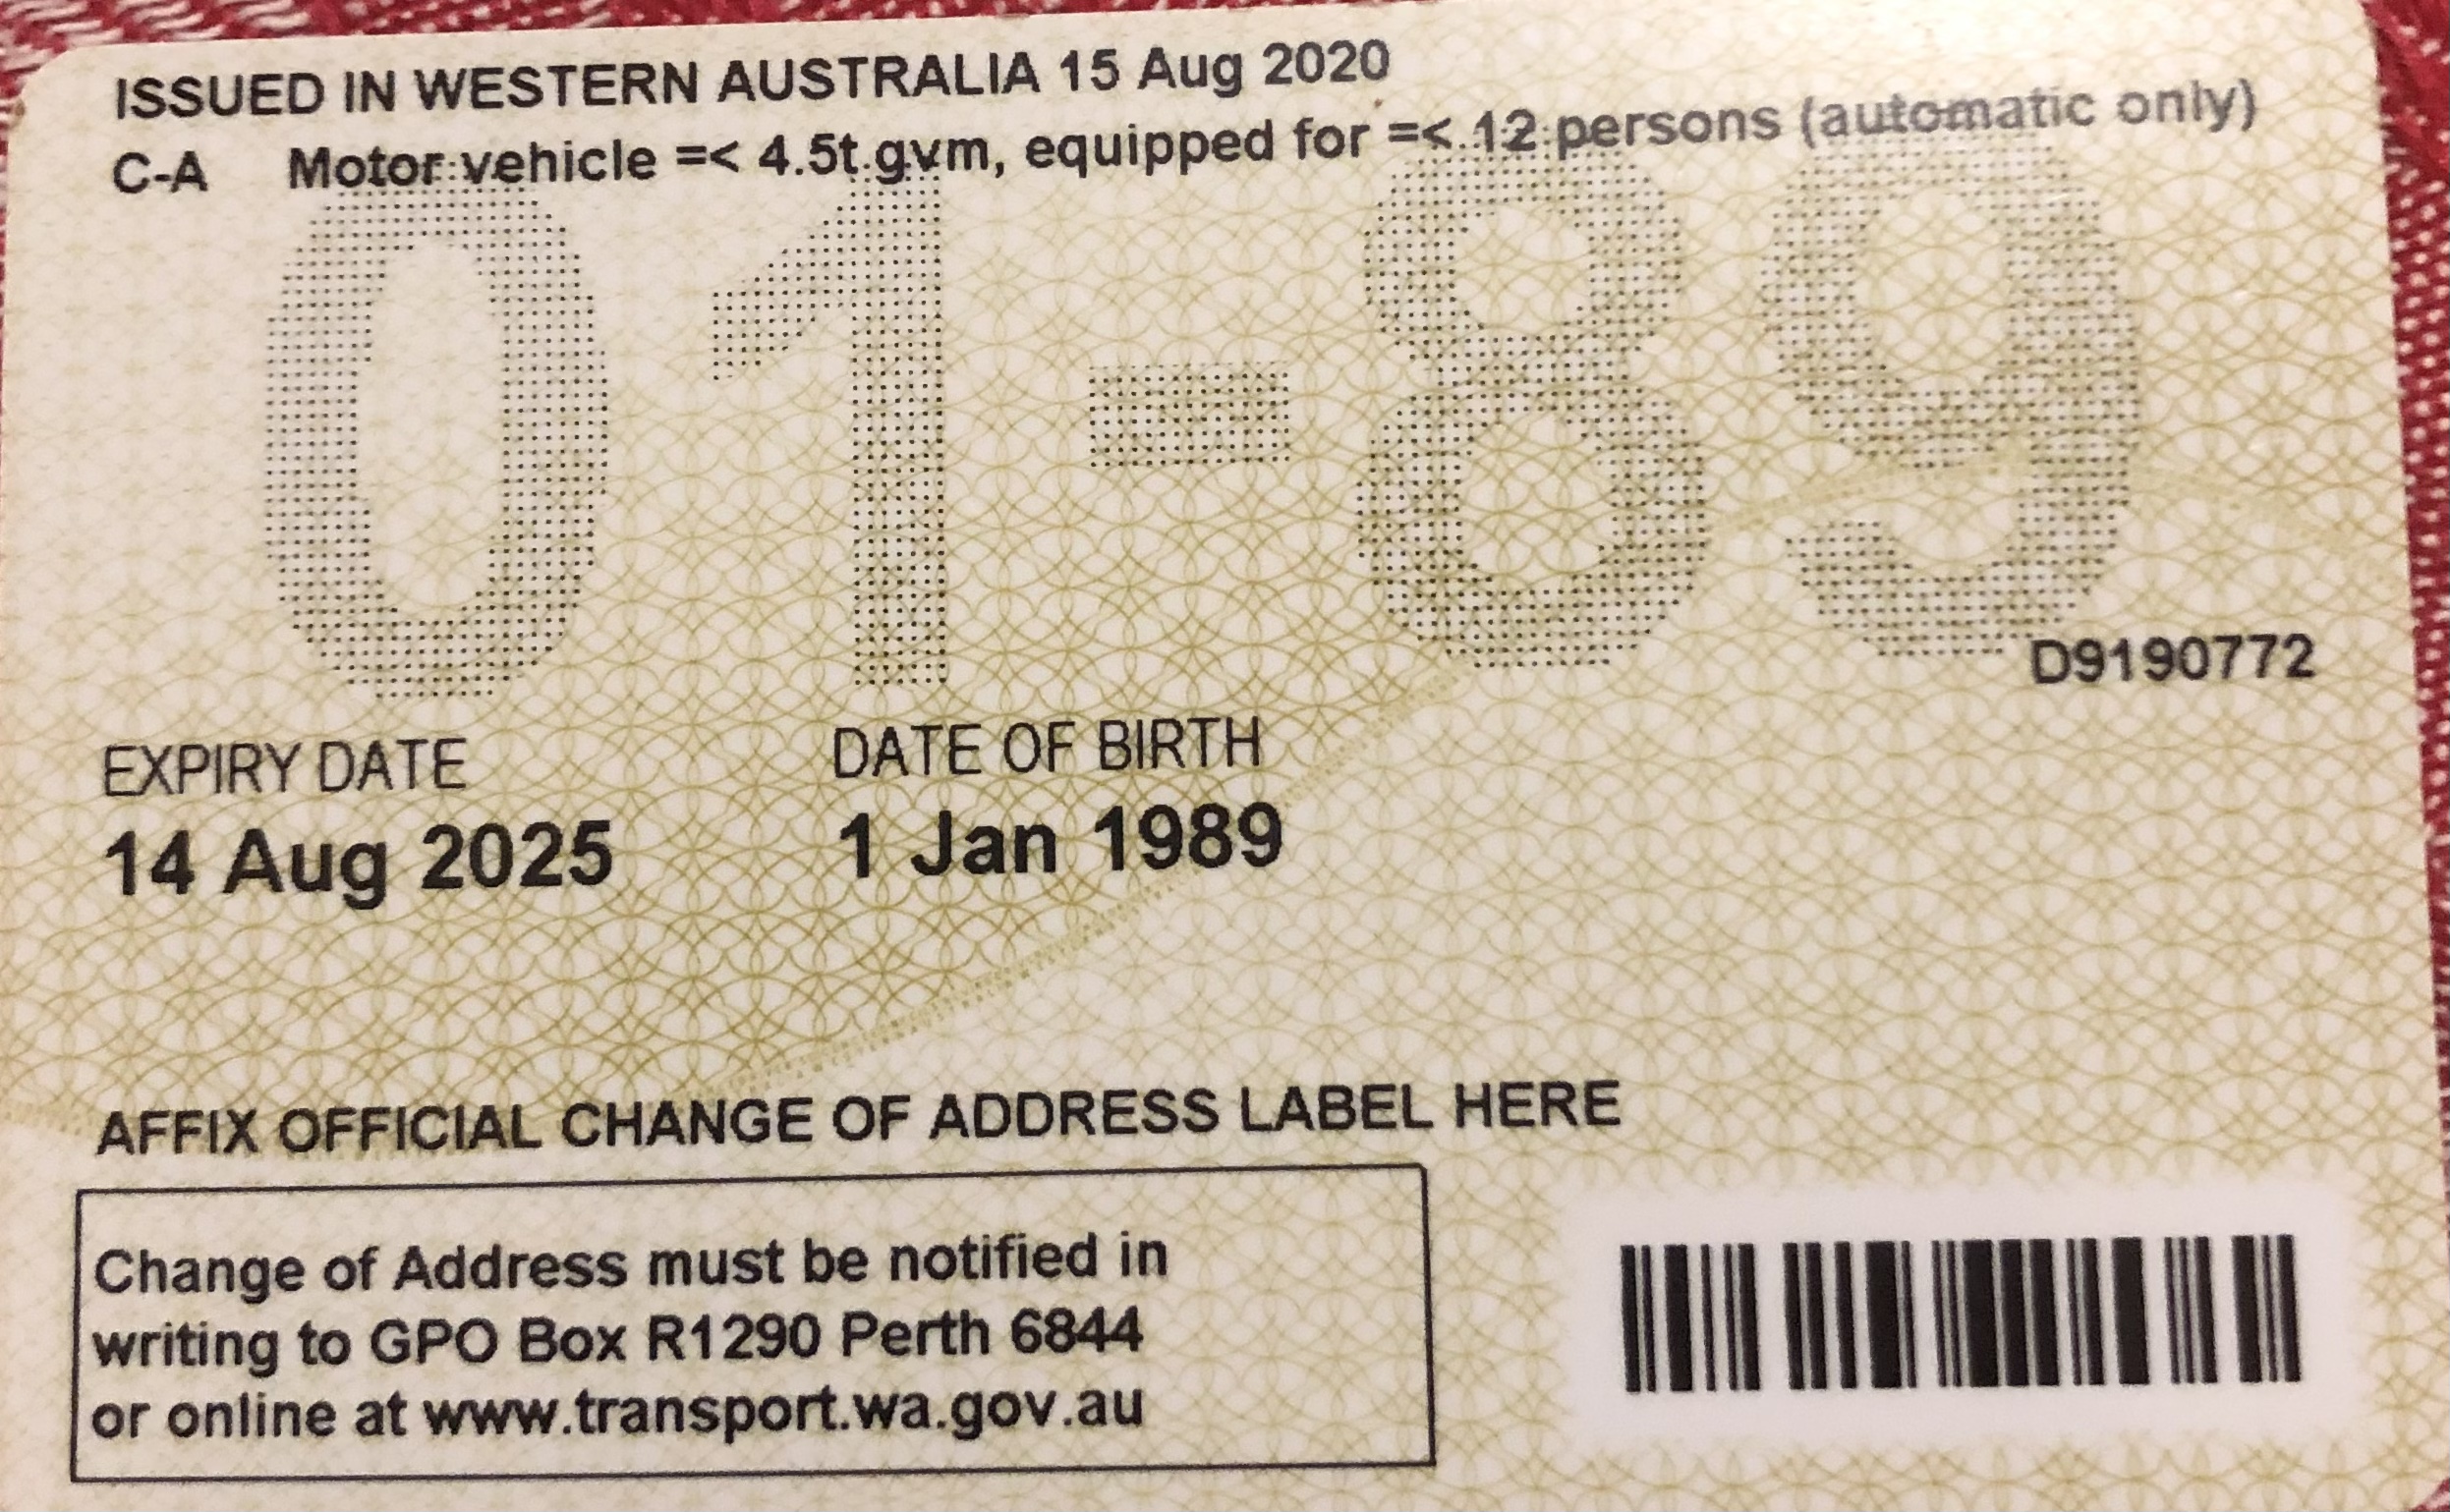 ISSUED IN WESTERN AUSTRALIA 15 Aug 2020
C-A Motor vehicle =< 4.5t gvm, equipped for =< 12 persons (automatic only)
01-89
D9190772
EXPIRY DATE DATE OF BIRTH
14 Aug 2025 1 Jan 1989
AFFIX OFFICIAL CHANGE OF ADDRESS LABEL HERE
Change of Address must be notified in
writing to GPO Box R1290 Perth 6844
or online at www.transport.wa.gov.au